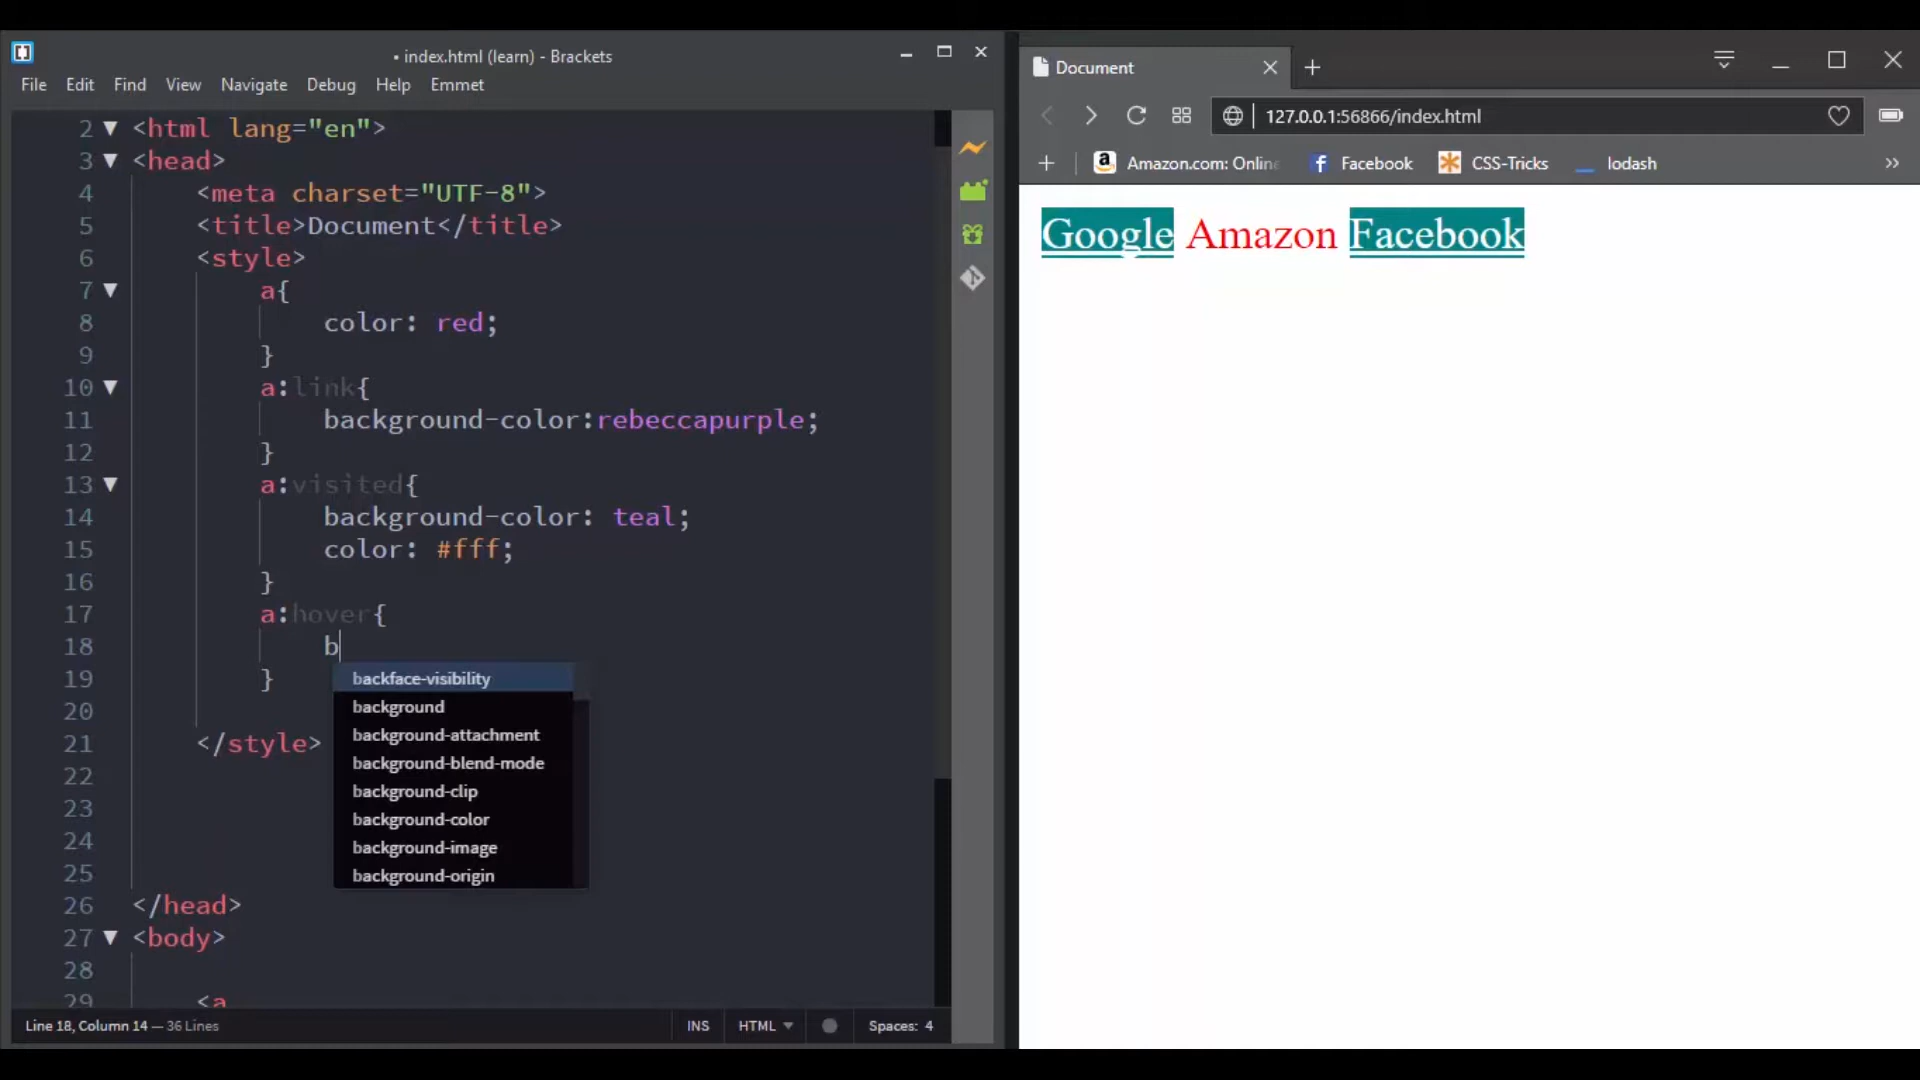 • index.html (learn) - Brackets
File Edit Find View Navigate Debug Help Emmet
2 ▼ <html lang="en">
3 ▼ <head>
4 <meta charset="UTF-8">
5 <title>Document</title>
6 <style>
7 ▼ a{
8 color: red;
9 }
10 ▼ a:link{
11 background-color:rebeccapurple;
12 }
13 ▼ a:visited{
14 background-color: teal;
15 color: #fff;
16 }
17 a:hover{
18 b
19 }
20
21 </style>
22
23
24
25
26 </head>
27 ▼ <body>
28
29 <a
backface-visibility
background
background-attachment
background-blend-mode
background-clip
background-color
background-image
background-origin
Line 18, Column 14 — 36 Lines
INS HTML Spaces: 4
Document
127.0.0.1:56866/index.html
Amazon.com: Online Facebook CSS-Tricks lodash
Google Amazon Facebook